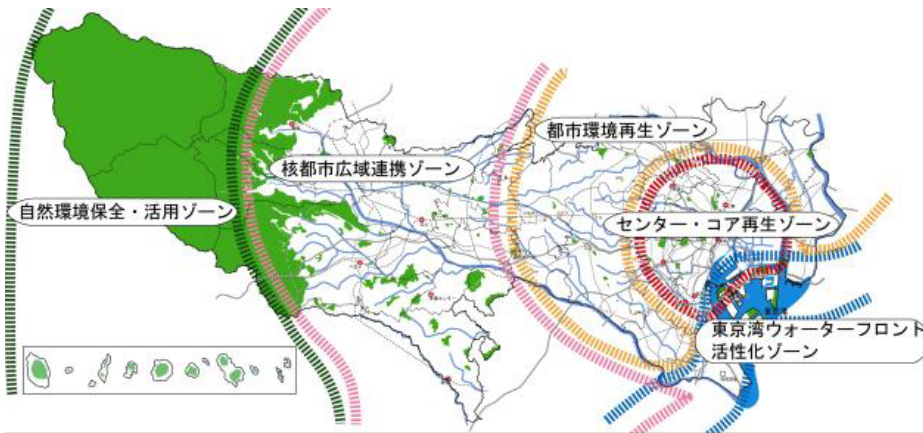 都市環境再生ゾーン
核都市広域連携ゾーン
自然環境保全・活用ゾーン
センター・コア再生ゾーン
東京湾ウォーターフロント
活性化ゾーン